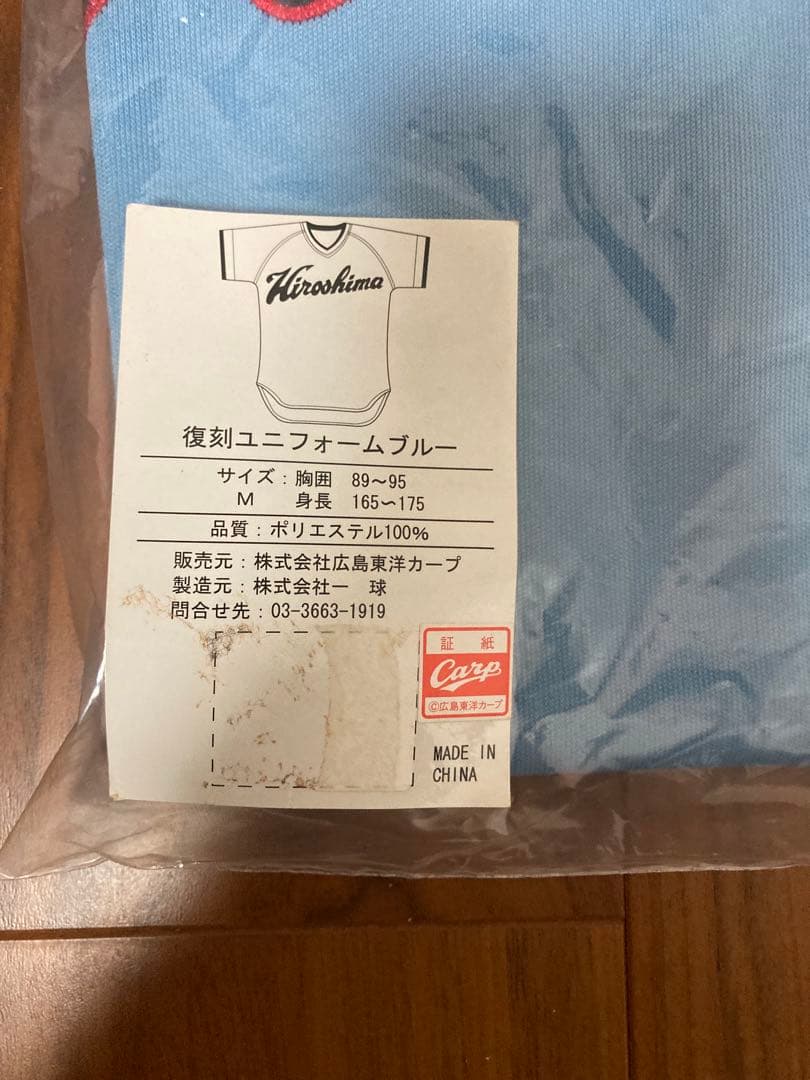 Hiroshima
復刻ユニフォームブルー
サイズ：胸囲 89～95
M 身長 165～175
品質：ポリエステル100%
販売元：株式会社広島東洋カープ
製造元：株式会社一 球
問合せ先：03-3663-1919
証 紙
Carp
©広島東洋カープ
MADE IN
CHINA